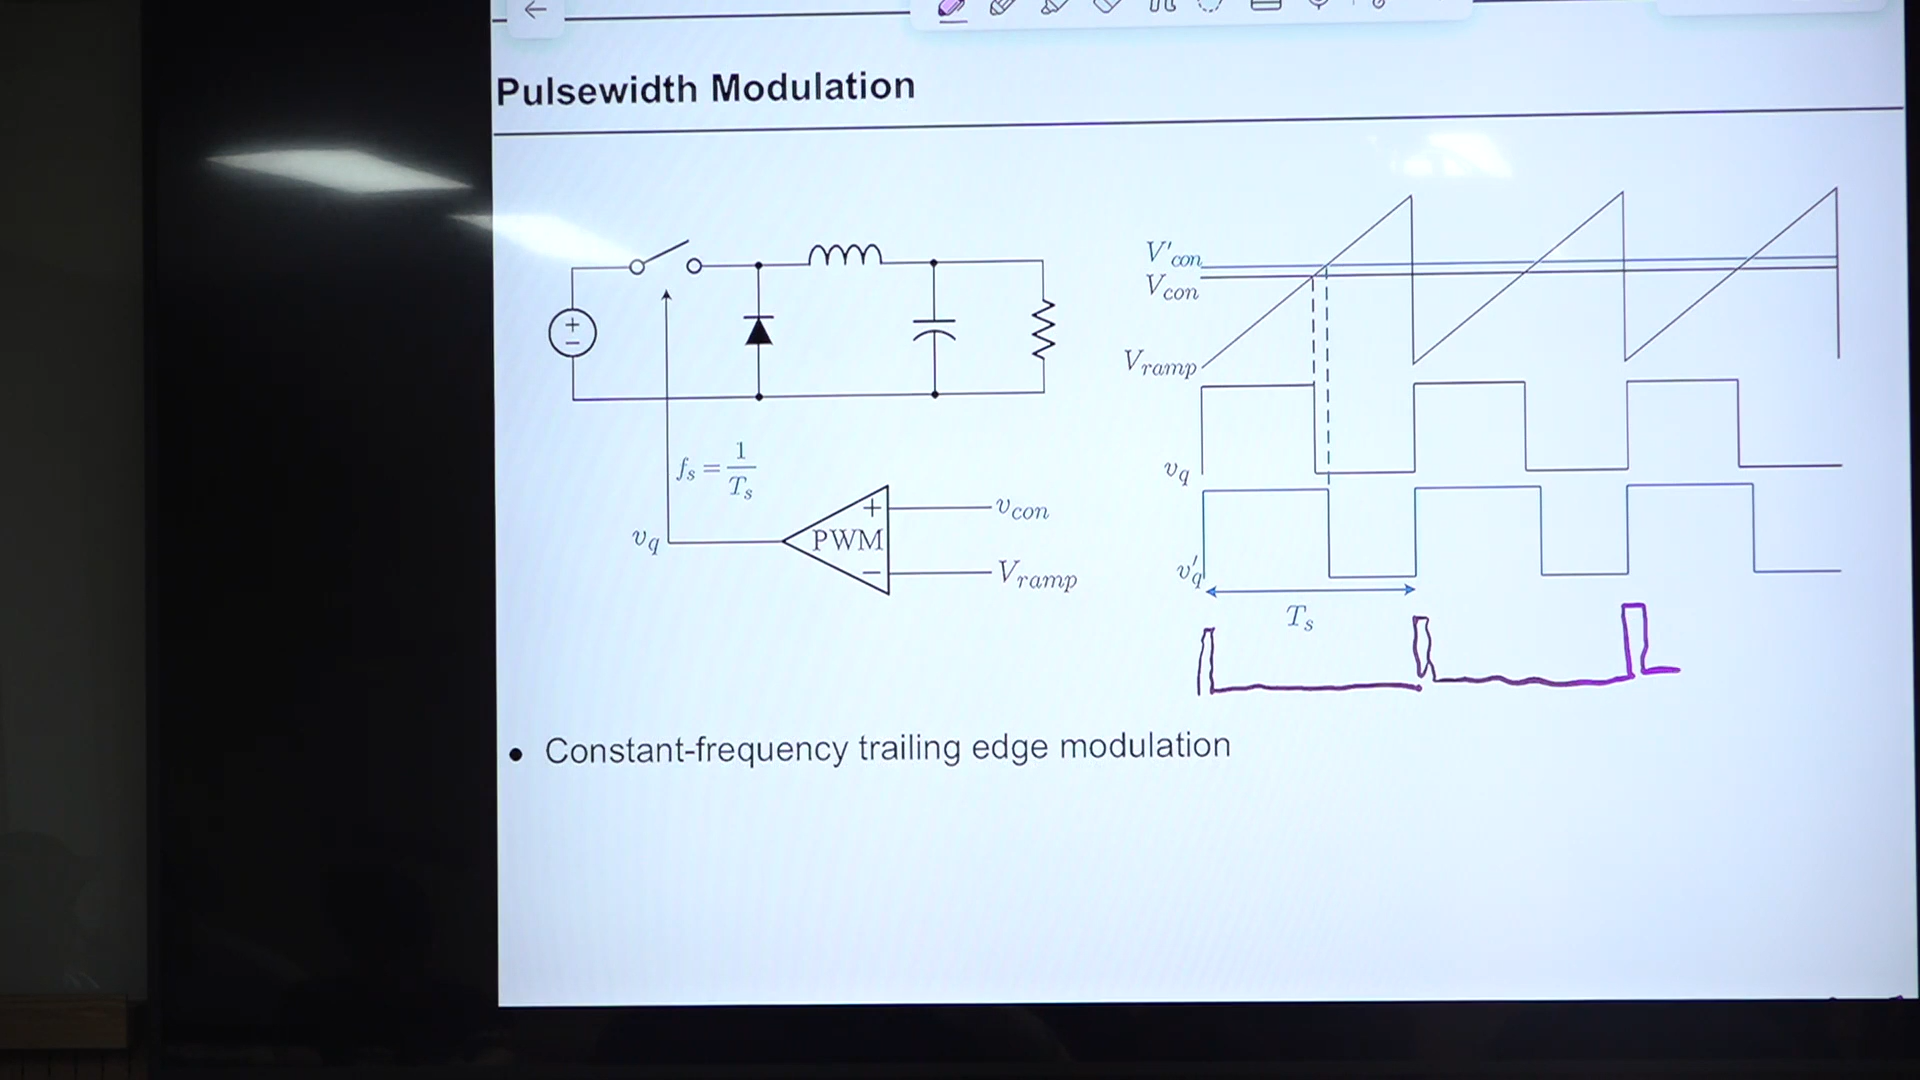 Pulsewidth Modulation
V'con
Vcon
Vramp
+
−
fs = 1/Ts
vq
+
PWM
−
vcon
Vramp
vq
v'q
Ts
• Constant-frequency trailing edge modulation